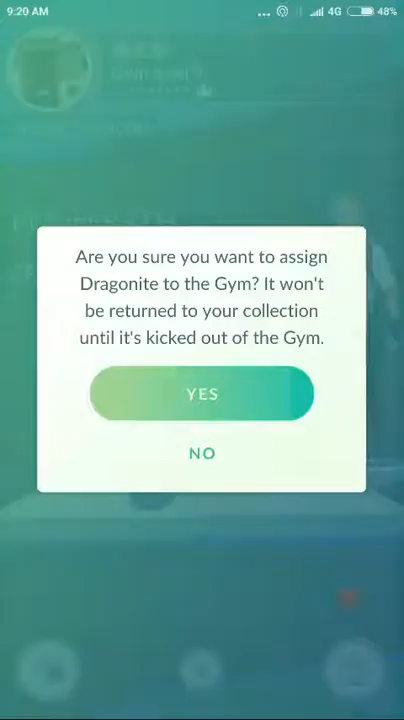 9:20 AM ... 4G 48%
Are you sure you want to assign
Dragonite to the Gym? It won't
be returned to your collection
until it's kicked out of the Gym.
YES
NO